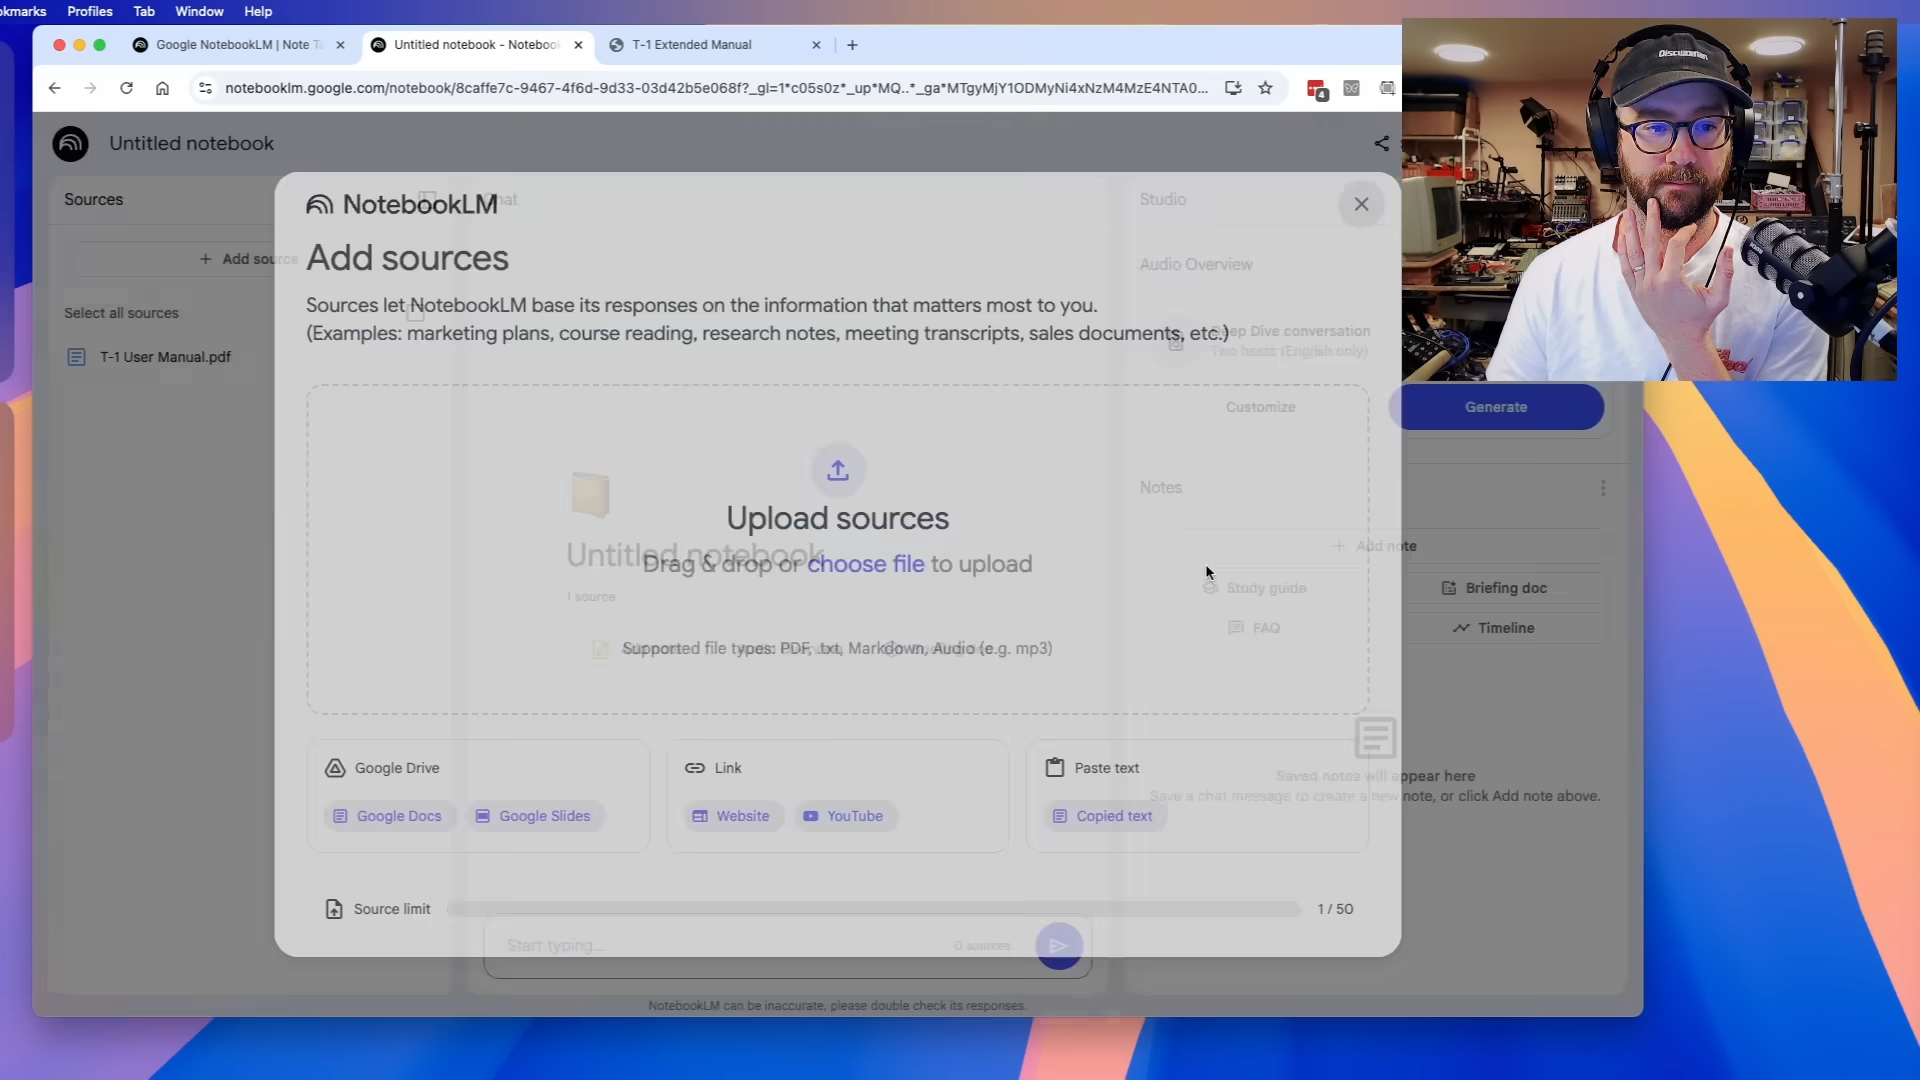 okmarks Profiles Tab Window Help
Google NotebookLM | Note T
Untitled notebook - Noteboo
T-1 Extended Manual
notebooklm.google.com/notebook/8caffe7c-9467-4f6d-9d33-03d42b5e068f?_gl=1*c05s0z*_up*MQ..*_ga*MTgyMjY1ODMyNi4xNzM4MzE4NTA0...
4
Discwoman
Untitled notebook
Sources
Chat
Studio
NotebookLM
Add source
Add sources
Audio Overview
Sources let NotebookLM base its responses on the information that matters most to you.
(Examples: marketing plans, course reading, research notes, meeting transcripts, sales documents, etc.)
Select all sources
Deep Dive conversation
Two hosts (English only)
T-1 User Manual.pdf
Customize
Generate
Notes
Upload sources
Untitled notebook
Drag & drop or choose file to upload
Add note
1 source
Study guide
Briefing doc
FAQ
Timeline
Supported file types: PDF, .txt, Markdown, Audio (e.g. mp3)
Google Drive
Link
Paste text
Saved notes will appear here
Save a chat message to create a new note, or click Add note above.
Google Docs
Google Slides
Website
YouTube
Copied text
Source limit
1 / 50
Start typing...
0 sources
NotebookLM can be inaccurate, please double check its responses.